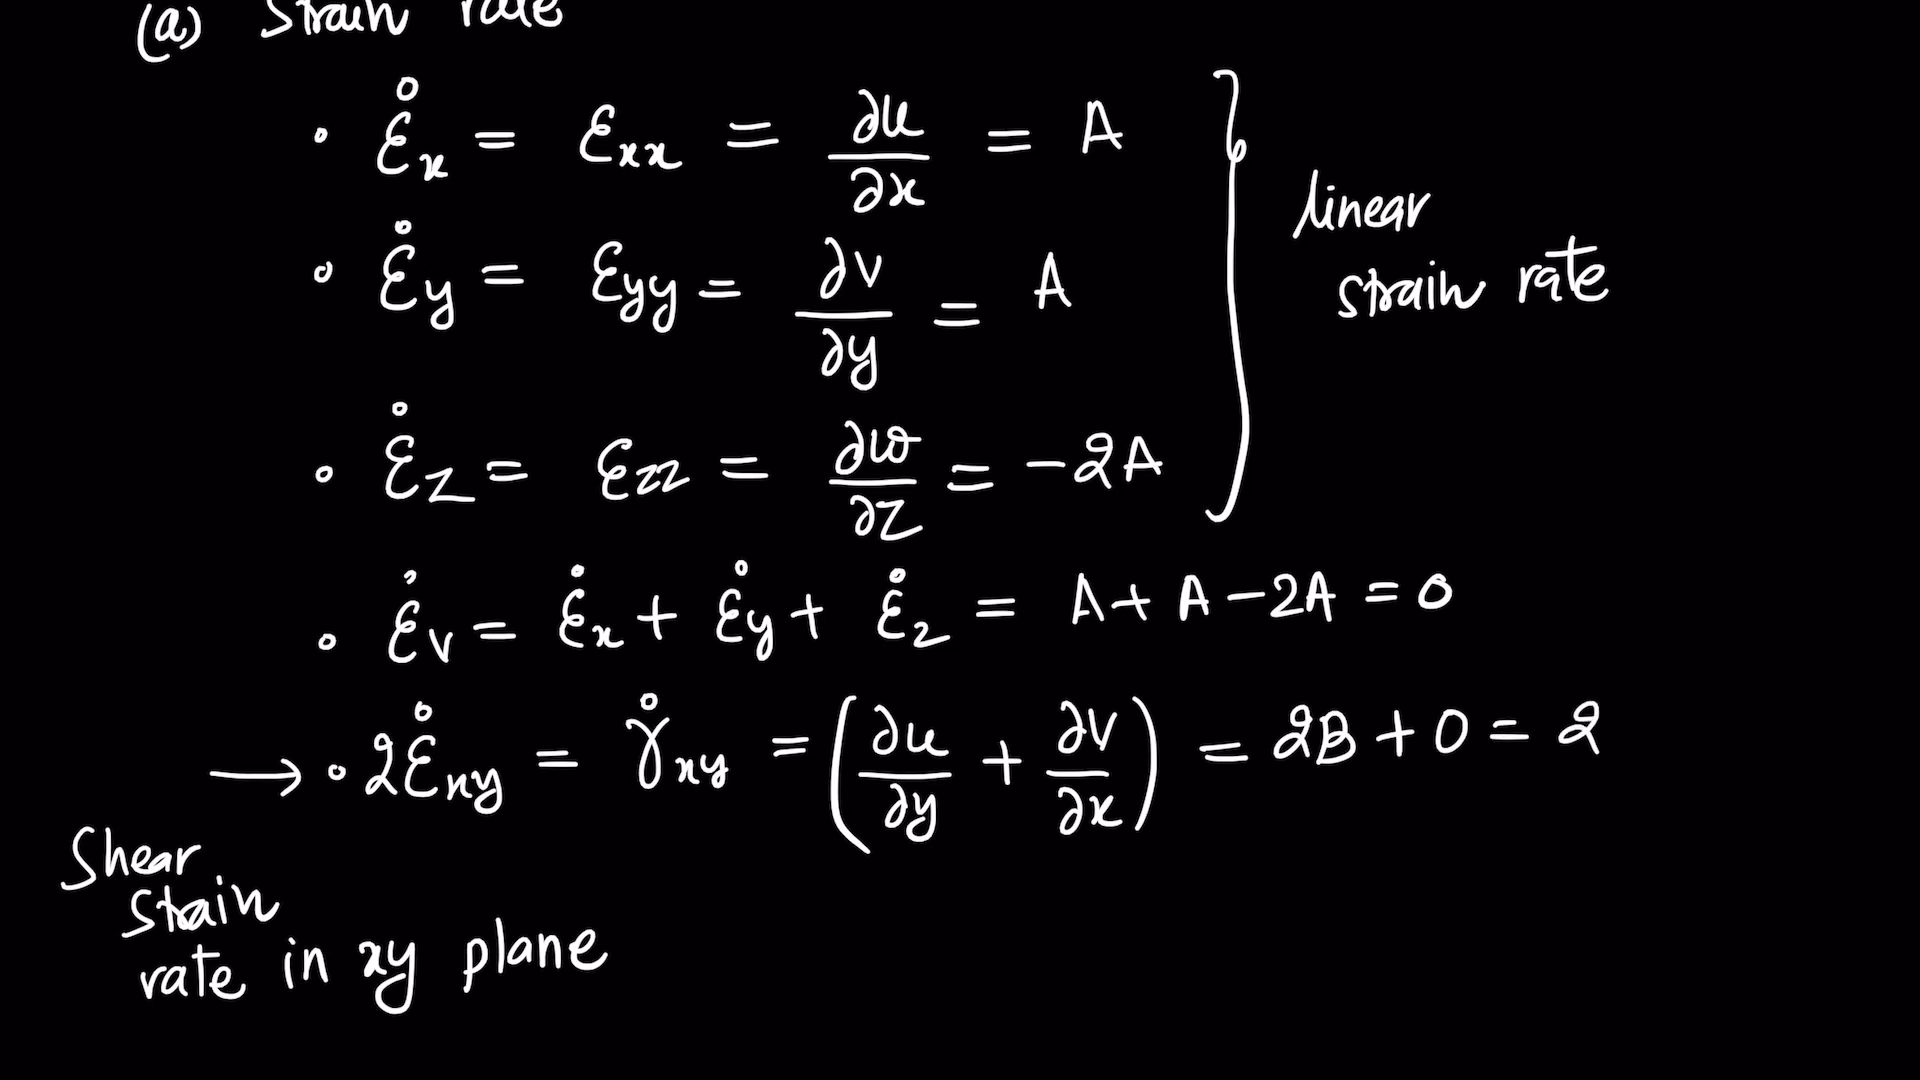 (a) Strain rate
• ε̊x = εxx = ∂u/∂x = A
• ε̊y = εyy = ∂v/∂y = A
• ε̊z = εzz = ∂w/∂z = -2A
linear
strain rate
• ε̇v = ε̊x + ε̊y + ε̊z = A + A - 2A = 0
→ • 2ε̊xy = γ̊xy = (∂u/∂y + ∂v/∂x) = 2B + 0 = 2
Shear
strain
rate in xy plane